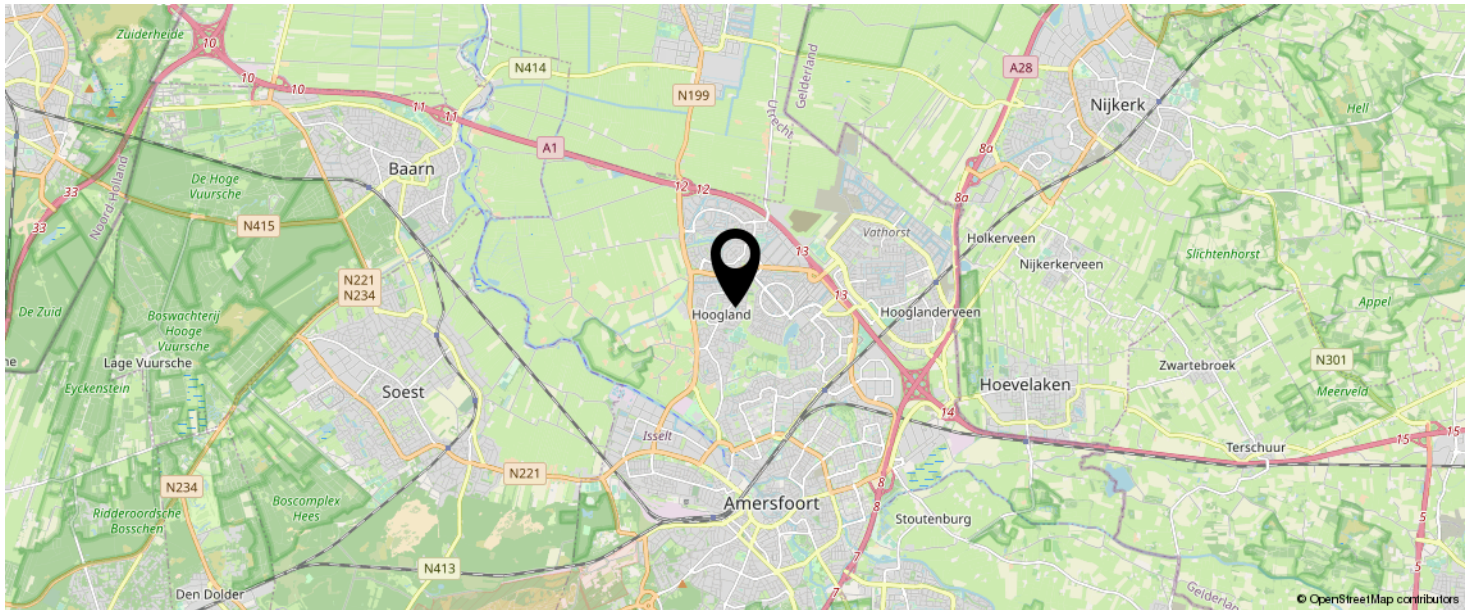 Zuiderheide
10
10
10
11
11
N414
N199
Gelderland
Utrecht
A28
Nijkerk
Hell
A1
Baarn
De Hoge
Vuursche
33
33
Noord-Holland
N415
12
12
8a
8a
13
13
Vathorst
Holkerveen
Nijkerkerveen
Slichtenhorst
N221
N234
De Zuid
Boswachterij
Hooge
Vuursche
Hoogland
Hooglanderveen
Appel
he
Lage Vuursche
Eyckenstein
Soest
Zwartebroek
N301
Meerveld
Hoevelaken
14
Isselt
Terschuur
15
15
N221
N234
Boscomplex
Hees
Ridderoordsche
Bosschen
8
8
Amersfoort
Stoutenburg
5
5
N413
7
7
Den Dolder
Gelderlan
© OpenStreetMap contributors